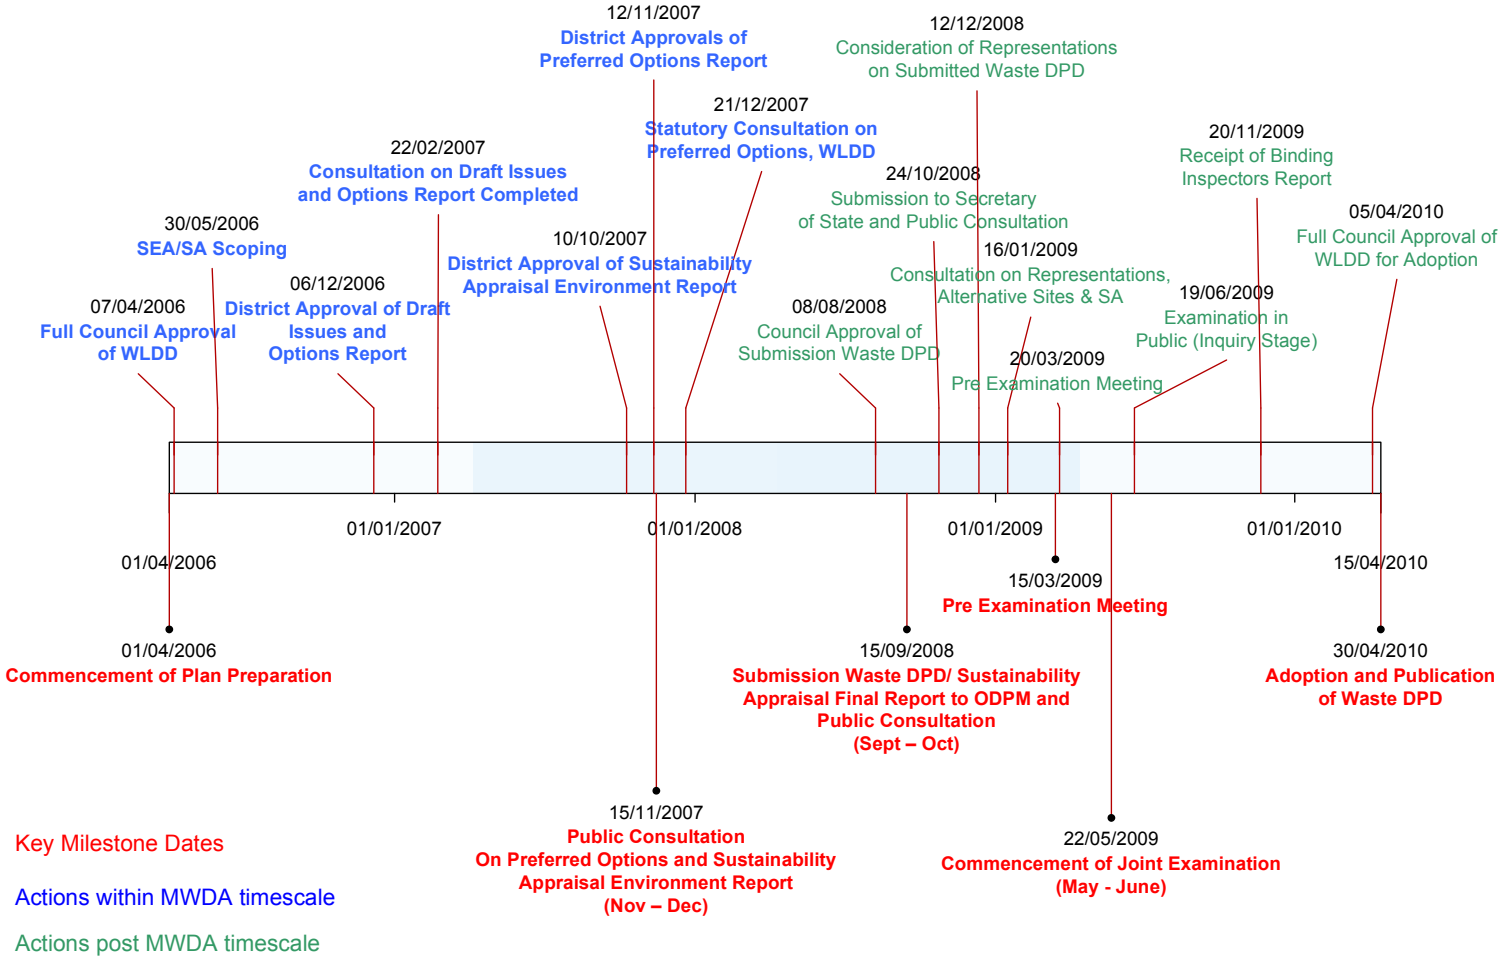 12/11/2007
District Approvals of
Preferred Options Report
12/12/2008
Consideration of Representations
on Submitted Waste DPD
21/12/2007
Statutory Consultation on
Preferred Options, WLDD
20/11/2009
Receipt of Binding
Inspectors Report
22/02/2007
Consultation on Draft Issues
and Options Report Completed
24/10/2008
Submission to Secretary
of State and Public Consultation
05/04/2010
Full Council Approval of
WLDD for Adoption
30/05/2006
SEA/SA Scoping
10/10/2007
District Approval of Sustainability
Appraisal Environment Report
16/01/2009
Consultation on Representations,
Alternative Sites & SA
06/12/2006
District Approval of Draft
Issues and
Options Report
19/06/2009
Examination in
Public (Inquiry Stage)
07/04/2006
Full Council Approval
of WLDD
08/08/2008
Council Approval of
Submission Waste DPD
20/03/2009
Pre Examination Meeting
01/01/2007
01/01/2008
01/01/2009
01/01/2010
01/04/2006
15/04/2010
15/03/2009
Pre Examination Meeting
01/04/2006
Commencement of Plan Preparation
15/09/2008
Submission Waste DPD/ Sustainability
Appraisal Final Report to ODPM and
Public Consultation
(Sept – Oct)
30/04/2010
Adoption and Publication
of Waste DPD
15/11/2007
Public Consultation
On Preferred Options and Sustainability
Appraisal Environment Report
(Nov – Dec)
22/05/2009
Commencement of Joint Examination
(May - June)
Key Milestone Dates
Actions within MWDA timescale
Actions post MWDA timescale